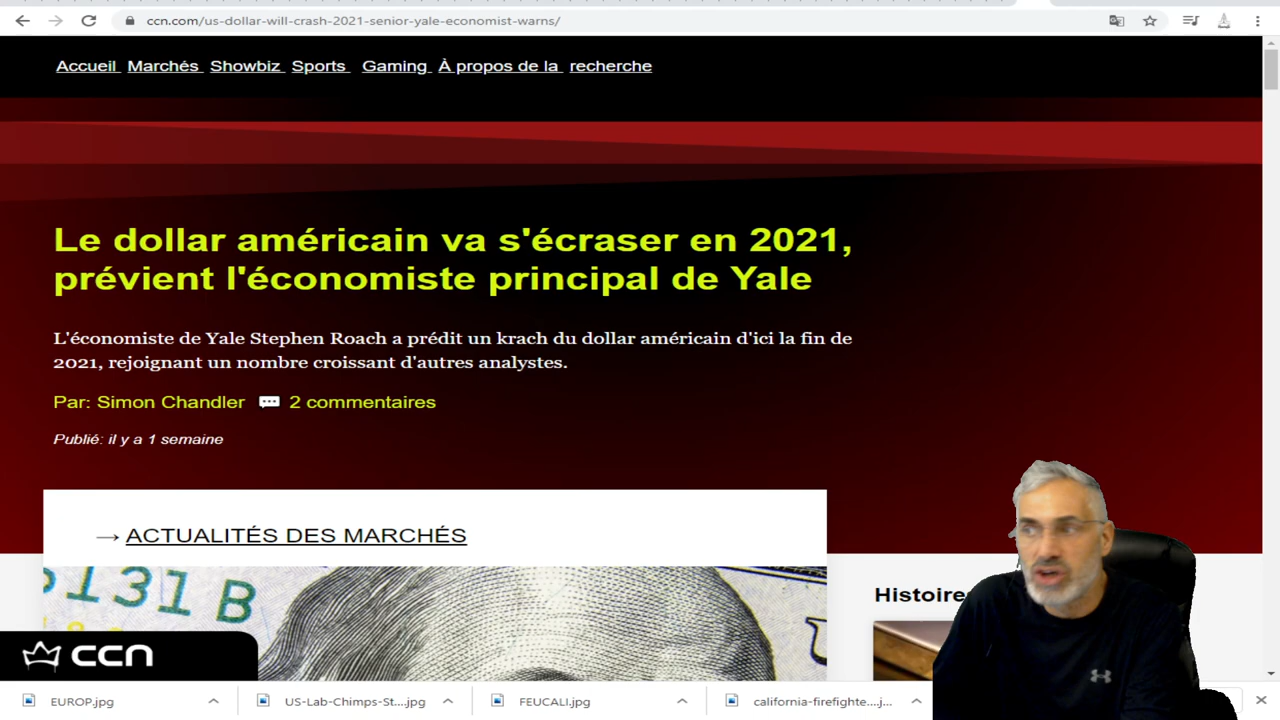 ccn.com/us-dollar-will-crash-2021-senior-yale-economist-warns/
Accueil Marchés Showbiz Sports Gaming À propos de la recherche
Le dollar américain va s'écraser en 2021,
prévient l'économiste principal de Yale
L'économiste de Yale Stephen Roach a prédit un krach du dollar américain d'ici la fin de
2021, rejoignant un nombre croissant d'autres analystes.
Par: Simon Chandler 2 commentaires
Publié: il y a 1 semaine
→ ACTUALITÉS DES MARCHÉS
131 B
Histoire
ccn
EUROP.jpg US-Lab-Chimps-St....jpg FEUCALI.jpg california-firefighte....j...